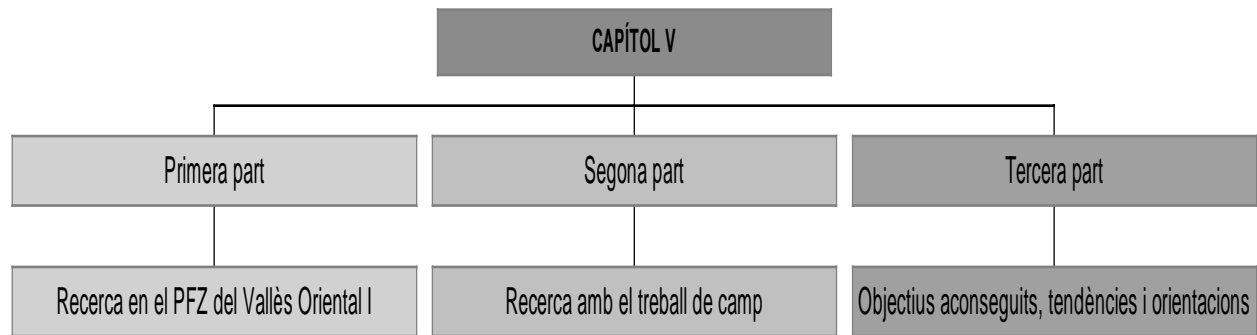 CAPÍTOL V
Primera part
Segona part
Tercera part
Recerca en el PFZ del Vallès Oriental I
Recerca amb el treball de camp
Objectius aconseguits, tendències i orientacions